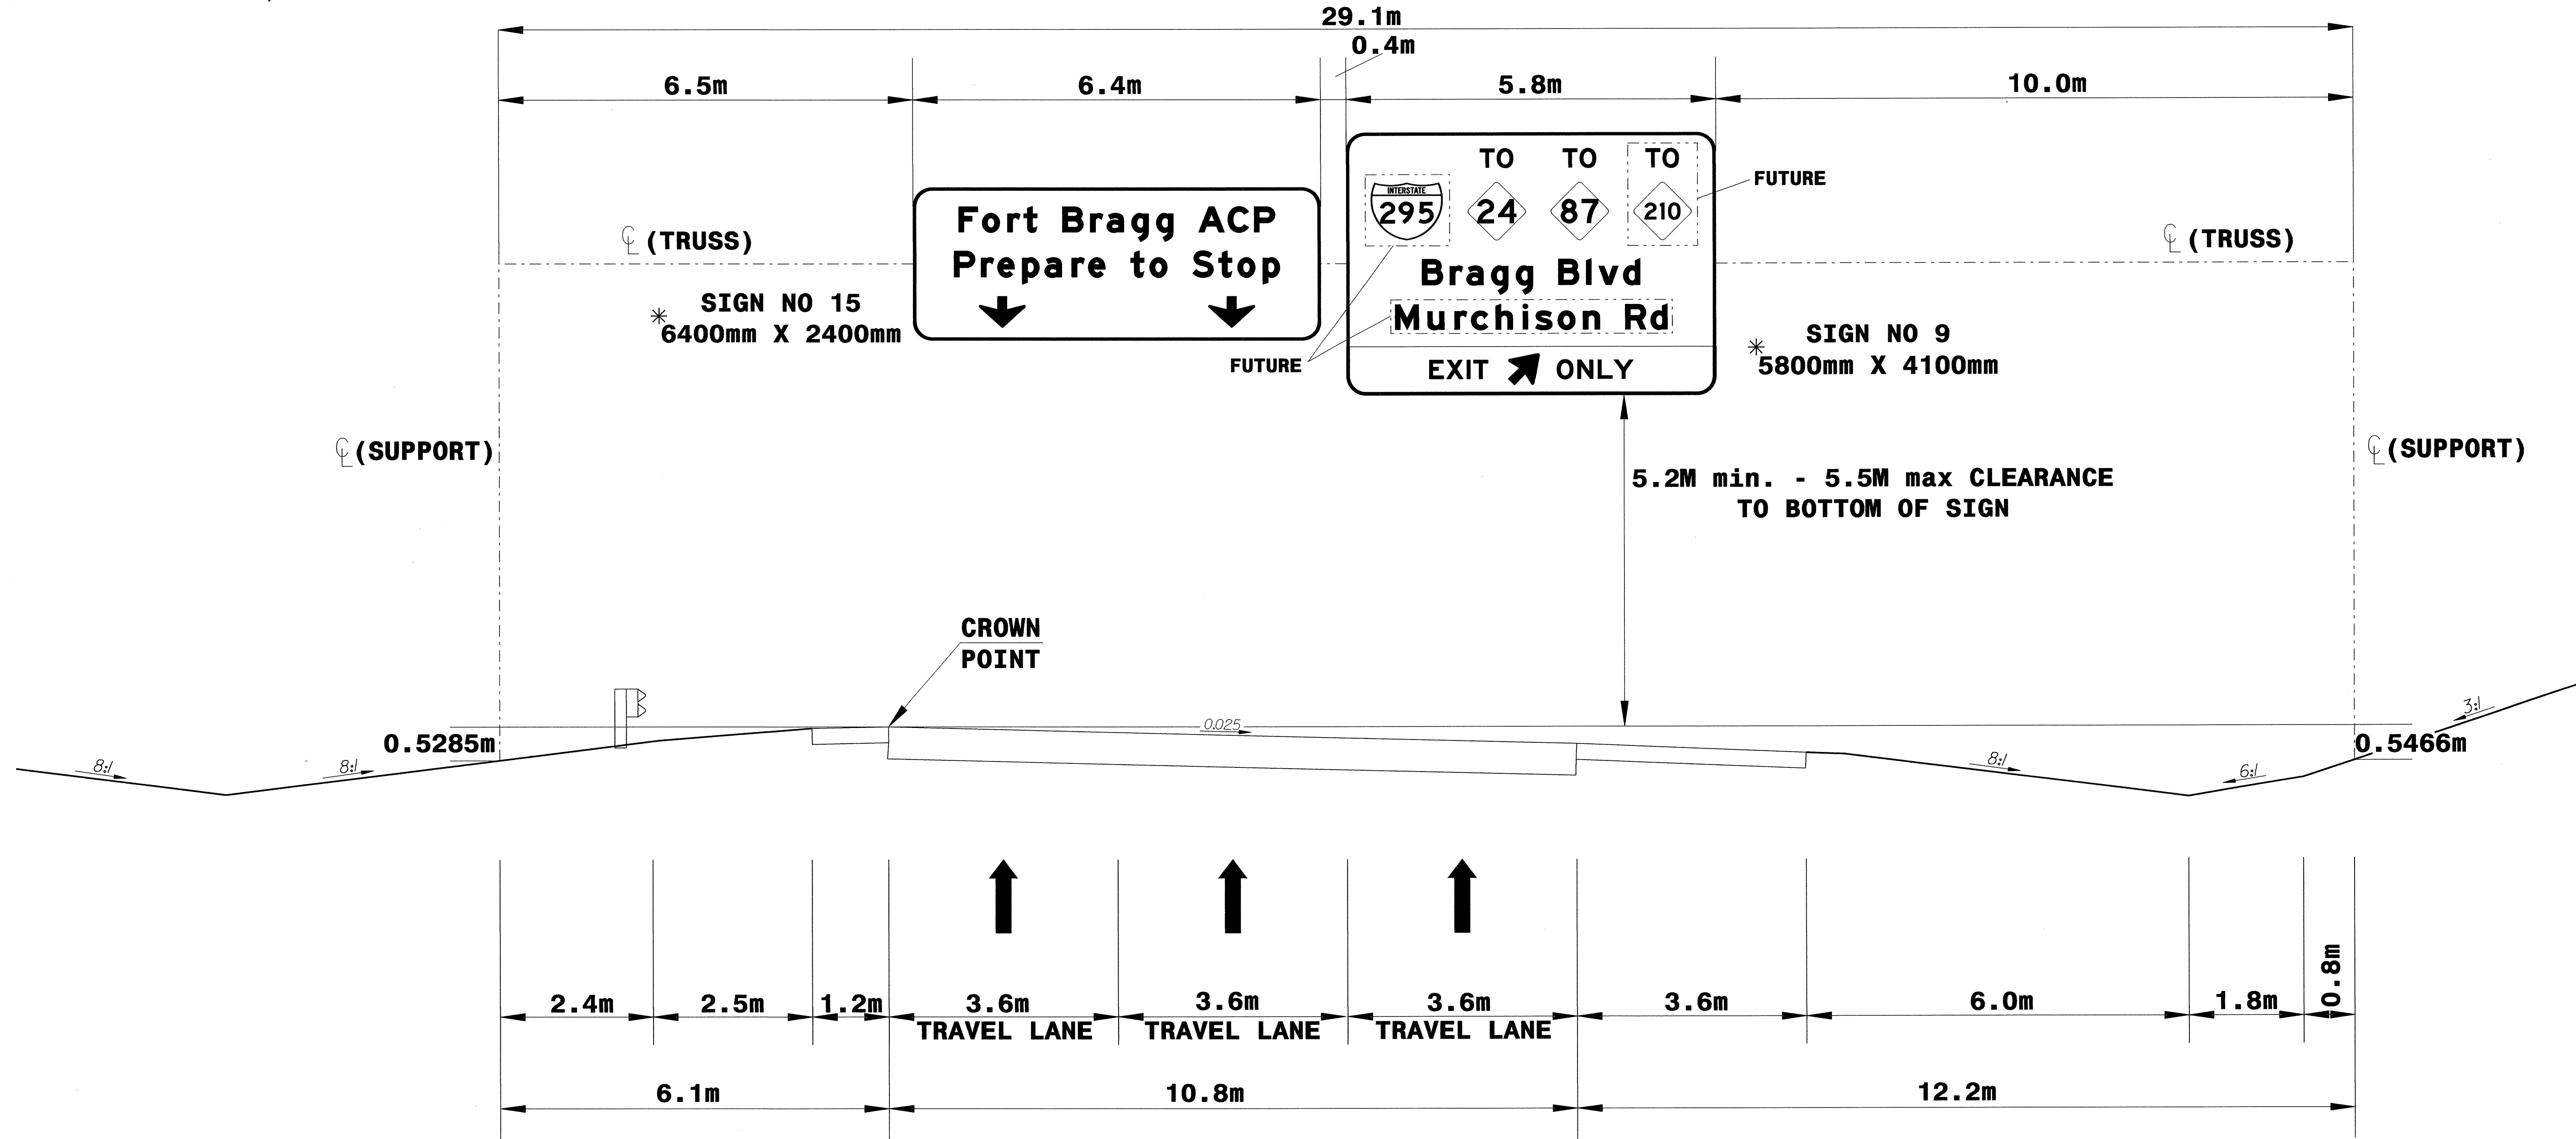 29.1m
0.4m
6.5m
6.4m
5.8m
10.0m
TO TO TO
INTERSTATE
295 24 87 210
FUTURE
Fort Bragg ACP
Prepare to Stop
Bragg Blvd
Murchison Rd
EXIT ONLY
FUTURE
℄ (TRUSS)
℄ (TRUSS)
* SIGN NO 15
6400mm X 2400mm
* SIGN NO 9
5800mm X 4100mm
℄ (SUPPORT)
℄ (SUPPORT)
5.2M min. - 5.5M max CLEARANCE
TO BOTTOM OF SIGN
CROWN
POINT
0.025
3:1
0.5285m
0.5466m
8:1
8:1
8:1
6:1
2.4m
2.5m
1.2m
3.6m
TRAVEL LANE
3.6m
TRAVEL LANE
3.6m
TRAVEL LANE
3.6m
6.0m
1.8m
0.8m
6.1m
10.8m
12.2m